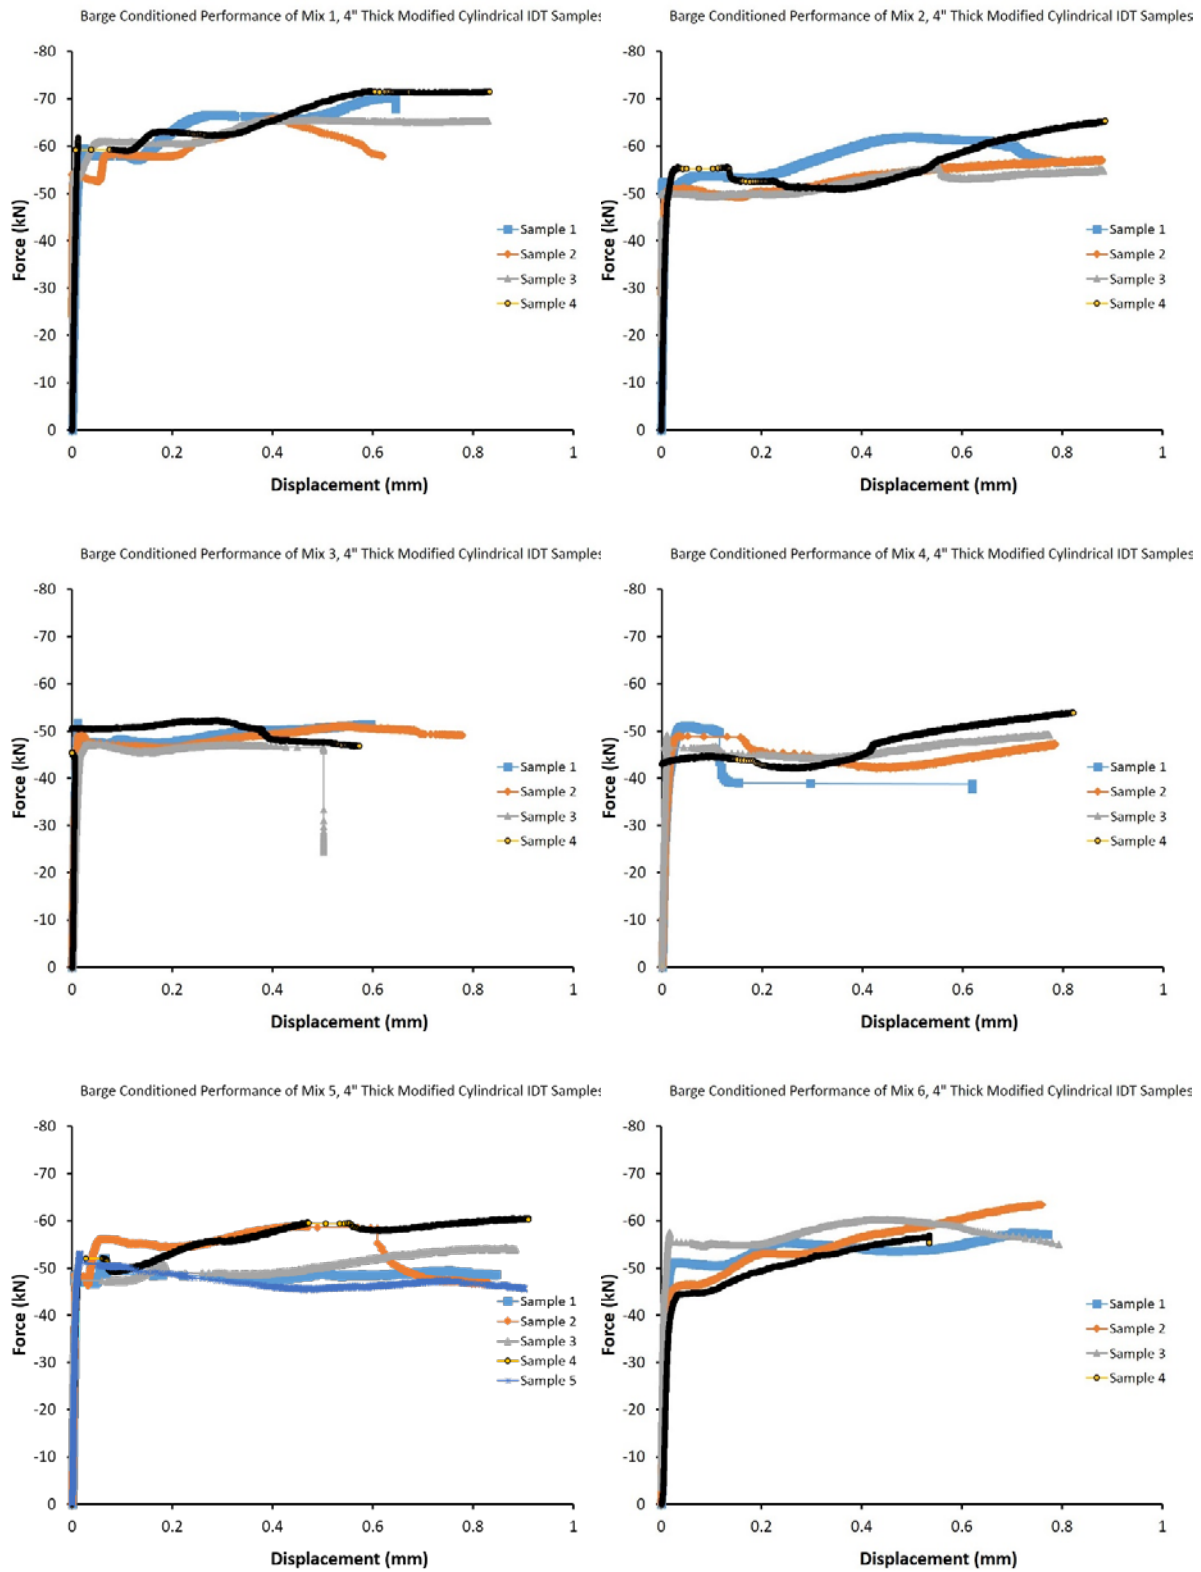 Barge Conditioned Performance of Mix 1, 4" Thick Modified Cylindrical IDT Samples
-80
-70
-60
-50
-40
-30
-20
-10
0
Force (kN)
Sample 1
Sample 2
Sample 3
Sample 4
0 0.2 0.4 0.6 0.8 1
Displacement (mm)
Barge Conditioned Performance of Mix 2, 4" Thick Modified Cylindrical IDT Samples
-80
-70
-60
-50
-40
-30
-20
-10
0
Force (kN)
Sample 1
Sample 2
Sample 3
Sample 4
0 0.2 0.4 0.6 0.8 1
Displacement (mm)
Barge Conditioned Performance of Mix 3, 4" Thick Modified Cylindrical IDT Samples
-80
-70
-60
-50
-40
-30
-20
-10
0
Force (kN)
Sample 1
Sample 2
Sample 3
Sample 4
0 0.2 0.4 0.6 0.8 1
Displacement (mm)
Barge Conditioned Performance of Mix 4, 4" Thick Modified Cylindrical IDT Samples
-80
-70
-60
-50
-40
-30
-20
-10
0
Force (kN)
Sample 1
Sample 2
Sample 3
Sample 4
0 0.2 0.4 0.6 0.8 1
Displacement (mm)
Barge Conditioned Performance of Mix 5, 4" Thick Modified Cylindrical IDT Samples
-80
-70
-60
-50
-40
-30
-20
-10
0
Force (kN)
Sample 1
Sample 2
Sample 3
Sample 4
Sample 5
0 0.2 0.4 0.6 0.8 1
Displacement (mm)
Barge Conditioned Performance of Mix 6, 4" Thick Modified Cylindrical IDT Samples
-80
-70
-60
-50
-40
-30
-20
-10
0
Force (kN)
Sample 1
Sample 2
Sample 3
Sample 4
0 0.2 0.4 0.6 0.8 1
Displacement (mm)